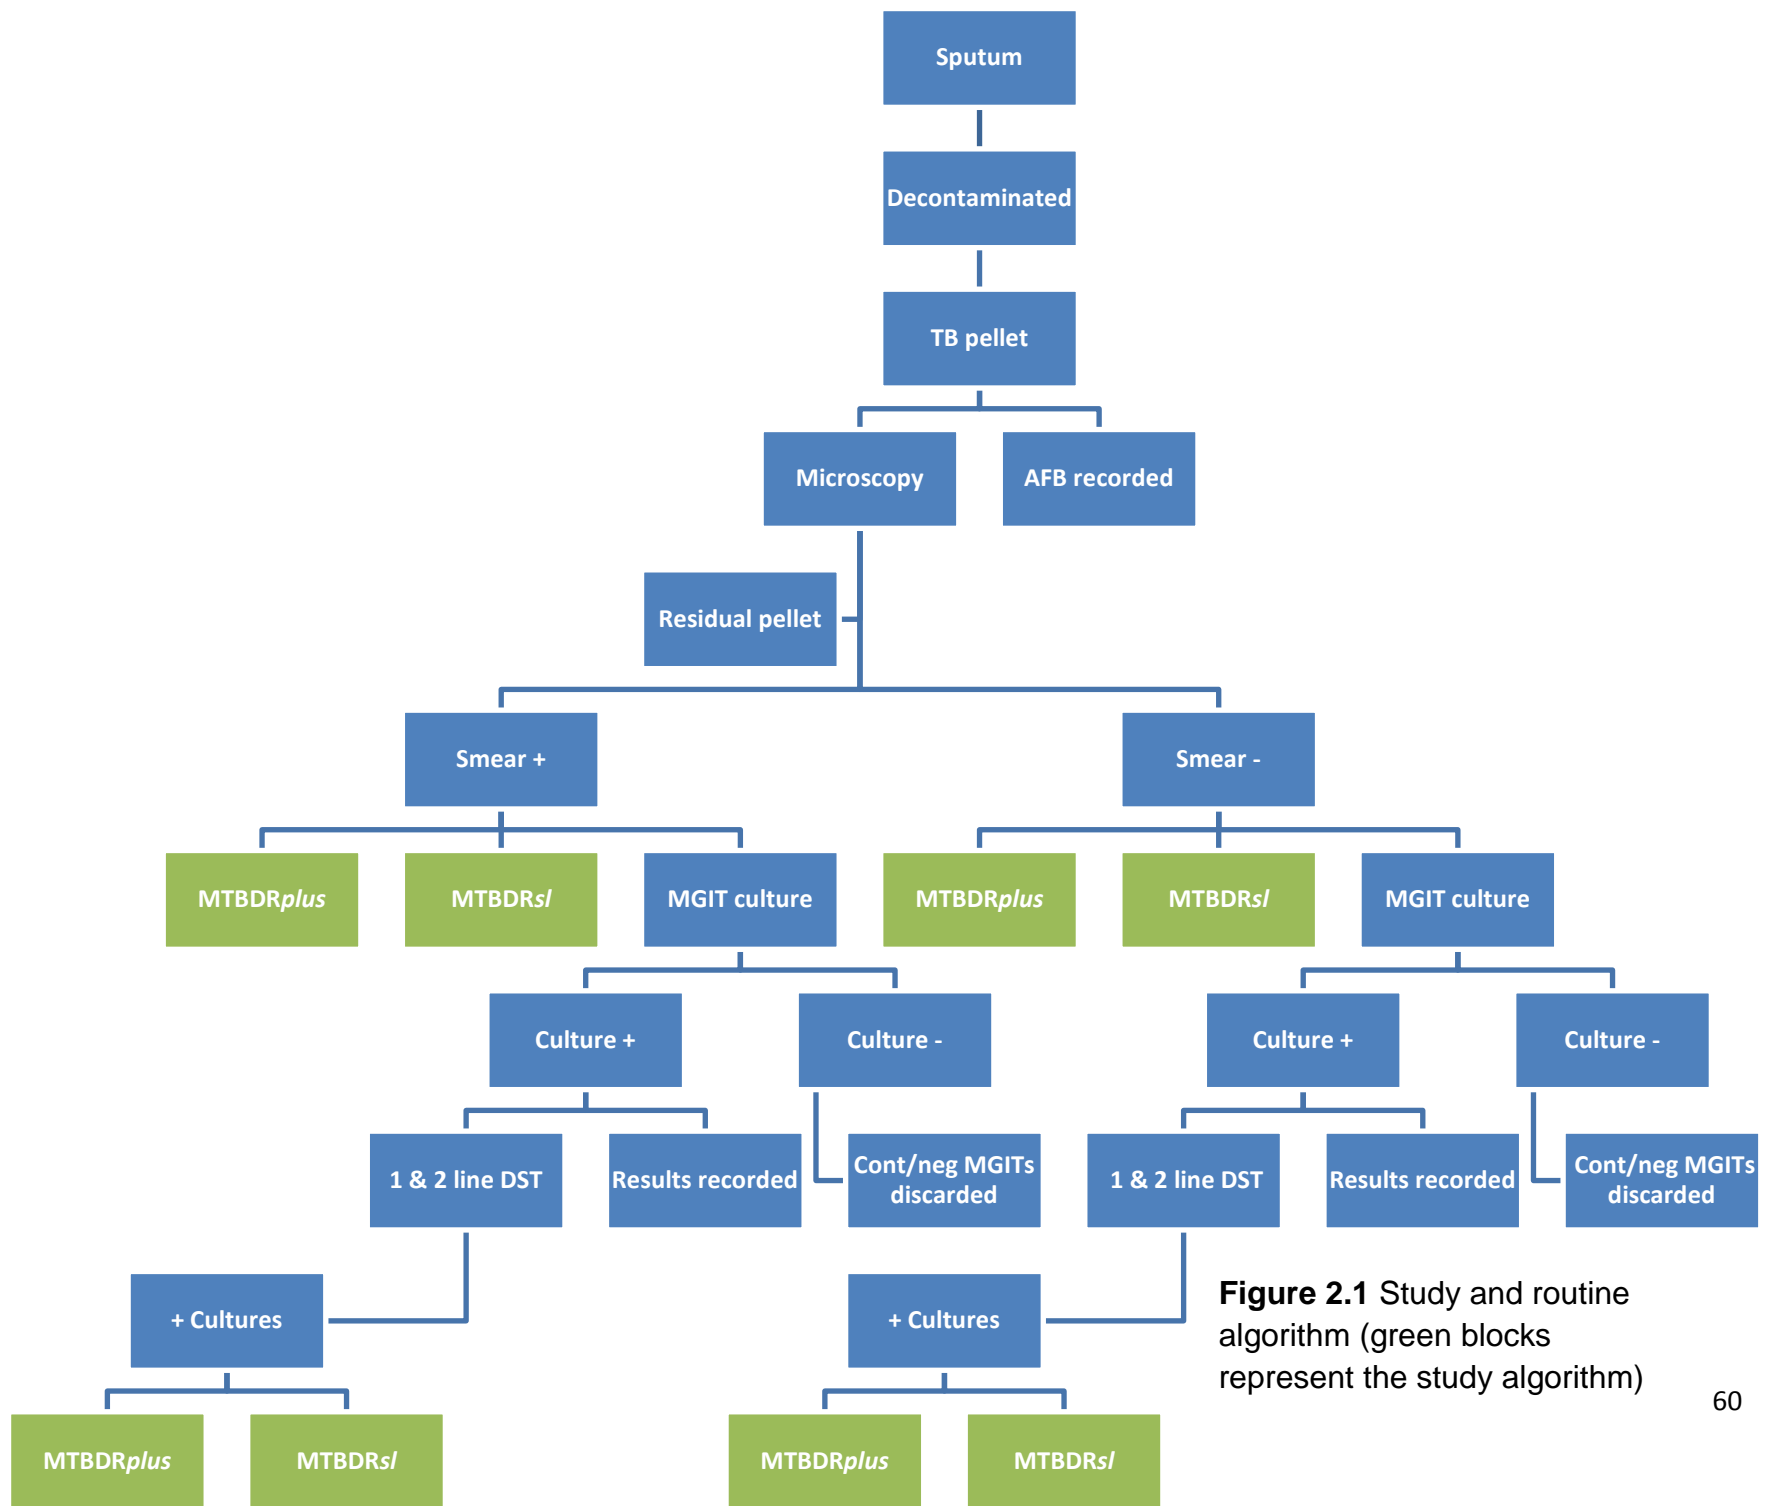 Sputum
Decontaminated
TB pellet
Microscopy
AFB recorded
Residual pellet
Smear +
Smear -
MTBDRplus
MTBDRsl
MGIT culture
MTBDRplus
MTBDRsl
MGIT culture
Culture +
Culture -
Culture +
Culture -
1 & 2 line DST
Results recorded
Cont/neg MGITs
discarded
1 & 2 line DST
Results recorded
Cont/neg MGITs
discarded
+ Cultures
+ Cultures
Figure 2.1 Study and routine
algorithm (green blocks
represent the study algorithm)
60
MTBDRplus
MTBDRsl
MTBDRplus
MTBDRsl